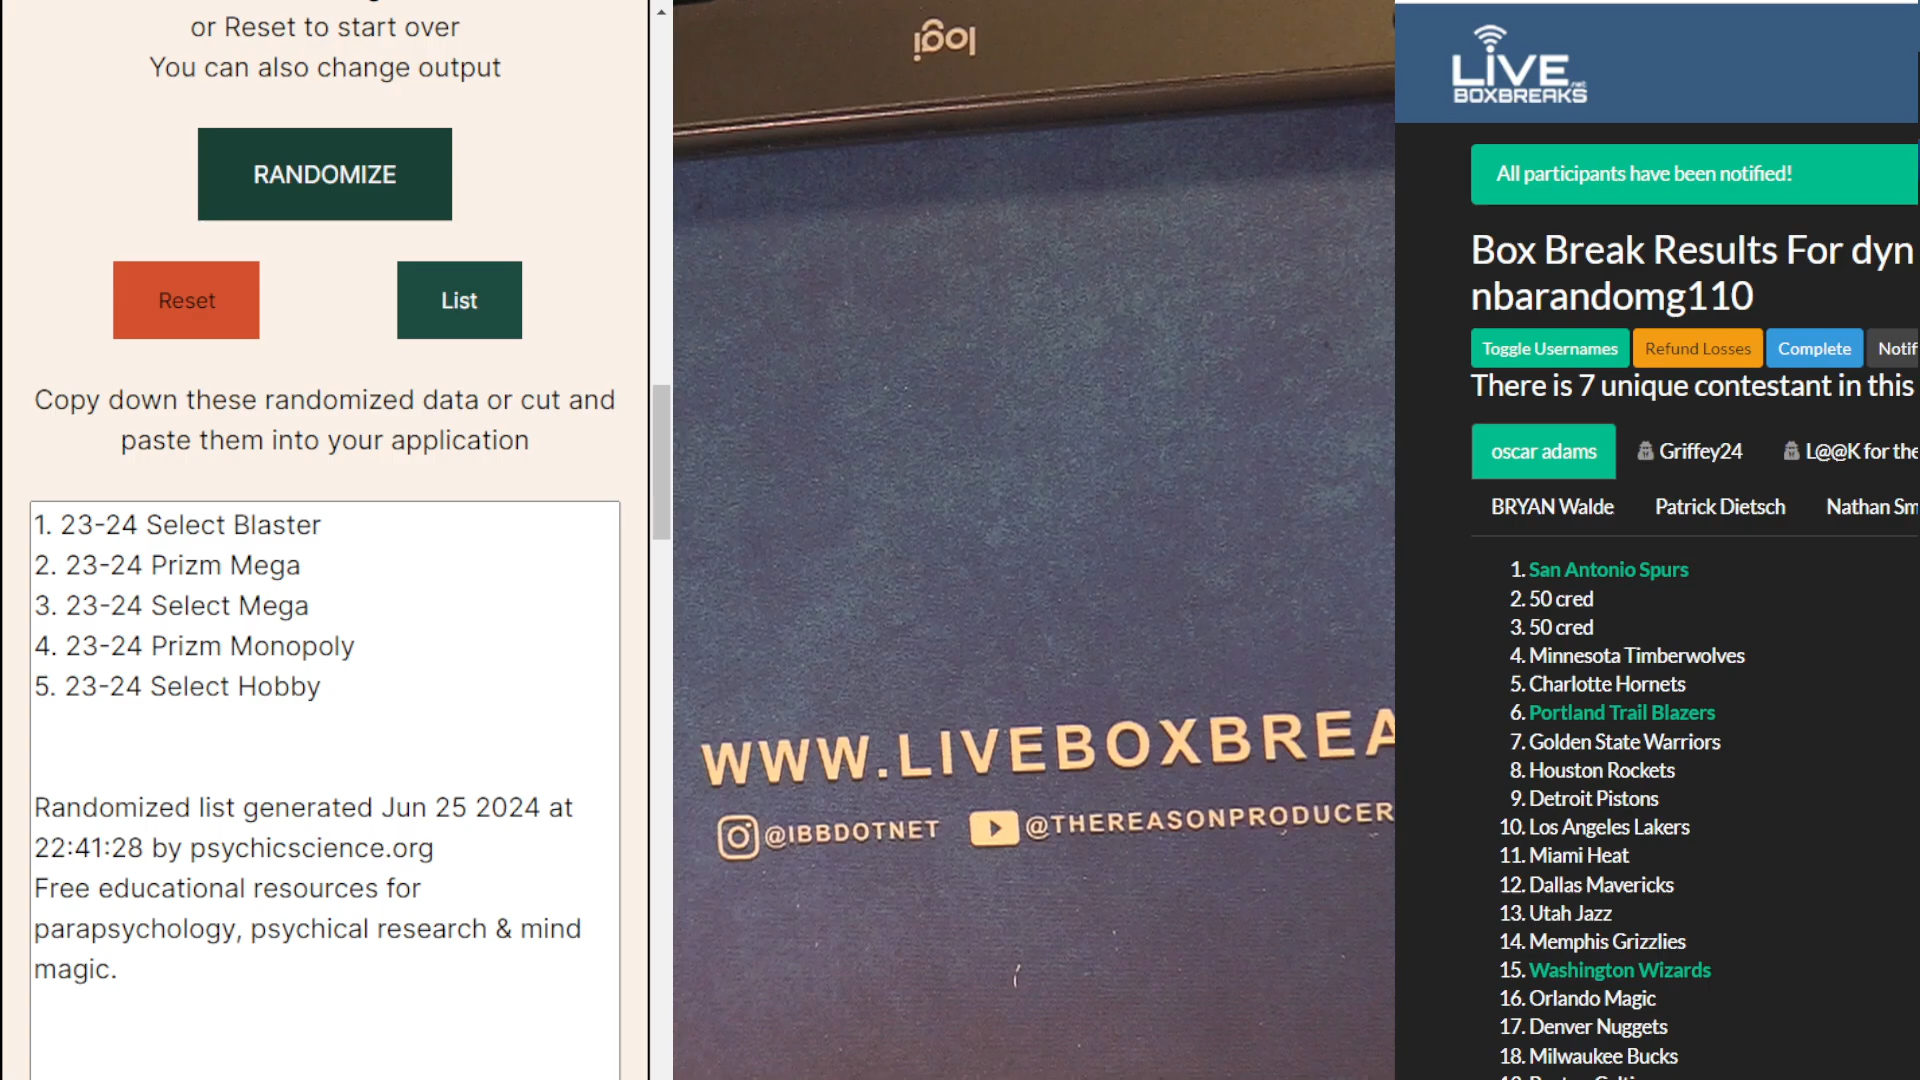 or Reset to start over
You can also change output
RANDOMIZE
Reset
List
Copy down these randomized data or cut and
paste them into your application
1. 23-24 Select Blaster
2. 23-24 Prizm Mega
3. 23-24 Select Mega
4. 23-24 Prizm Monopoly
5. 23-24 Select Hobby
Randomized list generated Jun 25 2024 at
22:41:28 by psychicscience.org
Free educational resources for
parapsychology, psychical research & mind
magic.
logi
WWW.LIVEBOXBREA
@IBBDOTNET
@THEREASONPRODUCER
LIVE.net
BOXBREAKS
All participants have been notified!
Box Break Results For dyn
nbarandomg110
Toggle Usernames
Refund Losses
Complete
Notif
There is 7 unique contestant in this
oscar adams
Griffey24
L@@K for the
BRYAN Walde
Patrick Dietsch
Nathan Sm
1. San Antonio Spurs
2. 50 cred
3. 50 cred
4. Minnesota Timberwolves
5. Charlotte Hornets
6. Portland Trail Blazers
7. Golden State Warriors
8. Houston Rockets
9. Detroit Pistons
10. Los Angeles Lakers
11. Miami Heat
12. Dallas Mavericks
13. Utah Jazz
14. Memphis Grizzlies
15. Washington Wizards
16. Orlando Magic
17. Denver Nuggets
18. Milwaukee Bucks